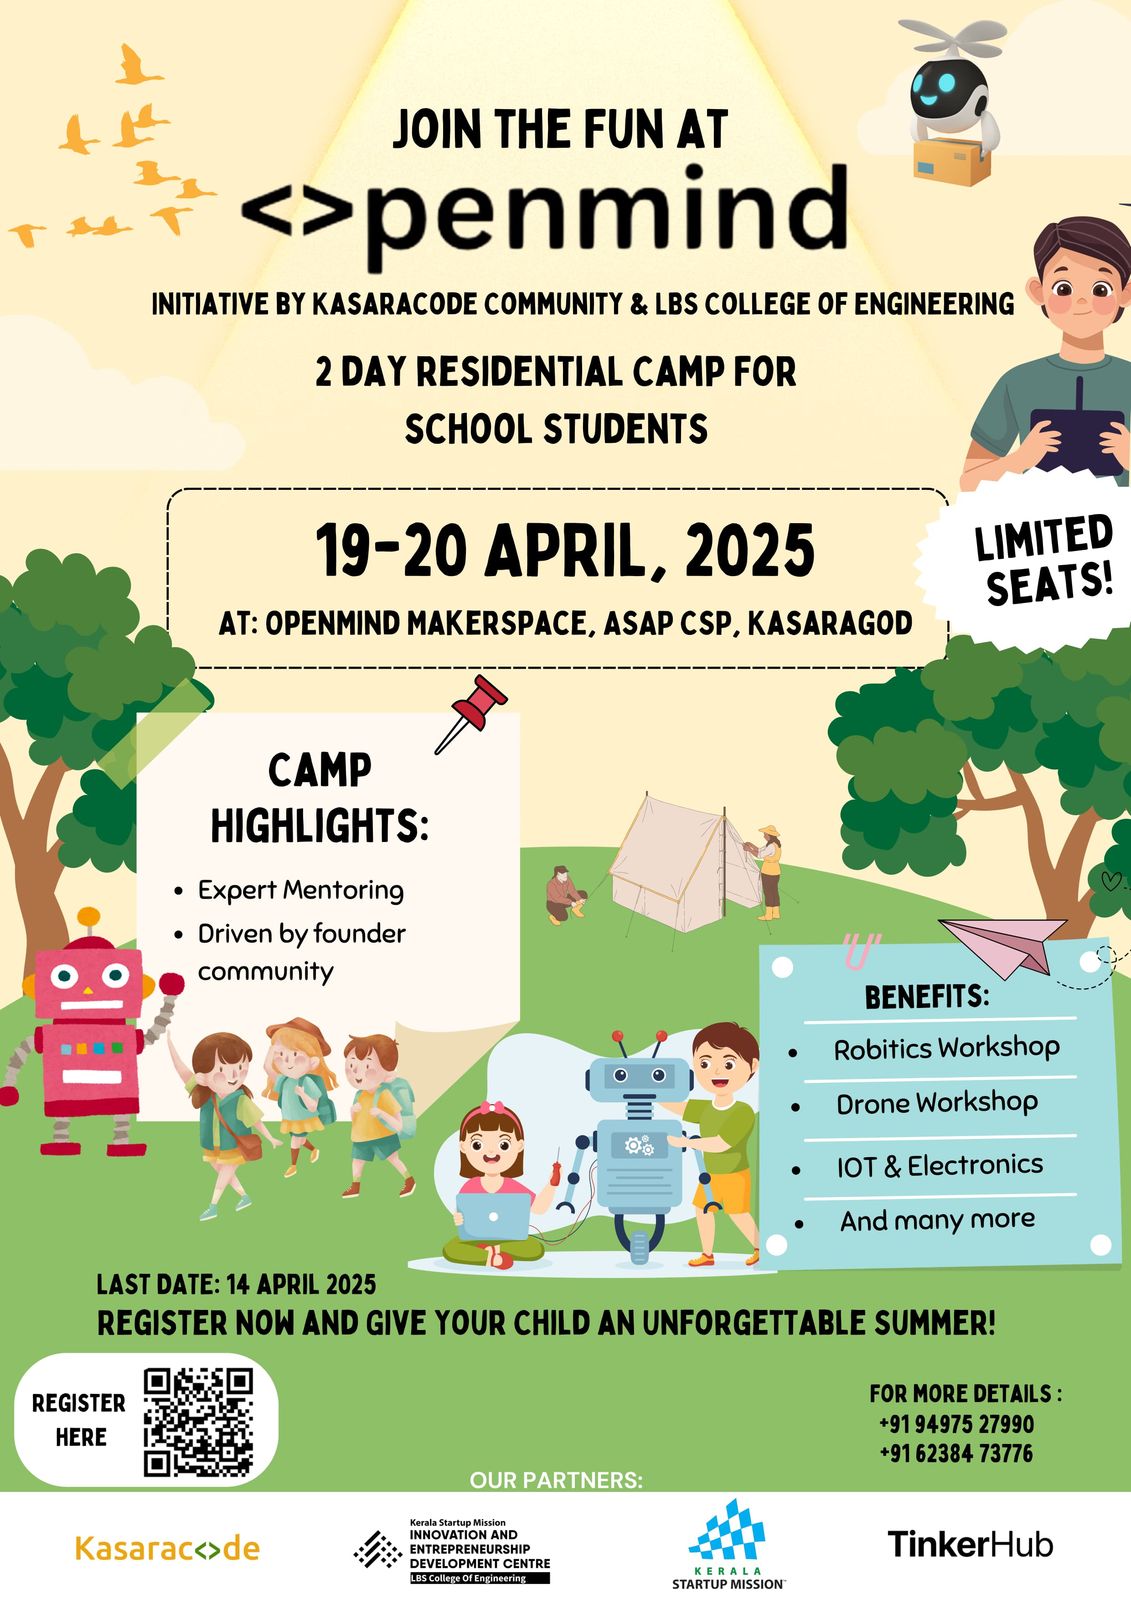 JOIN THE FUN AT
<>penmind
INITIATIVE BY KASARACODE COMMUNITY & LBS COLLEGE OF ENGINEERING
2 DAY RESIDENTIAL CAMP FOR
SCHOOL STUDENTS
19-20 APRIL, 2025
AT: OPENMIND MAKERSPACE, ASAP CSP, KASARAGOD
LIMITED
SEATS!
CAMP
HIGHLIGHTS:
• Expert Mentoring
• Driven by founder
community
BENEFITS:
• Robitics Workshop
• Drone Workshop
• IOT & Electronics
• And many more
LAST DATE: 14 APRIL 2025
REGISTER NOW AND GIVE YOUR CHILD AN UNFORGETTABLE SUMMER!
REGISTER
HERE
FOR MORE DETAILS :
+91 94975 27990
+91 62384 73776
OUR PARTNERS:
Kasarac<>de
Kerala Startup Mission
INNOVATION AND
ENTREPRENEURSHIP
DEVELOPMENT CENTRE
LBS College Of Engineering
KERALA
STARTUP MISSION
TinkerHub